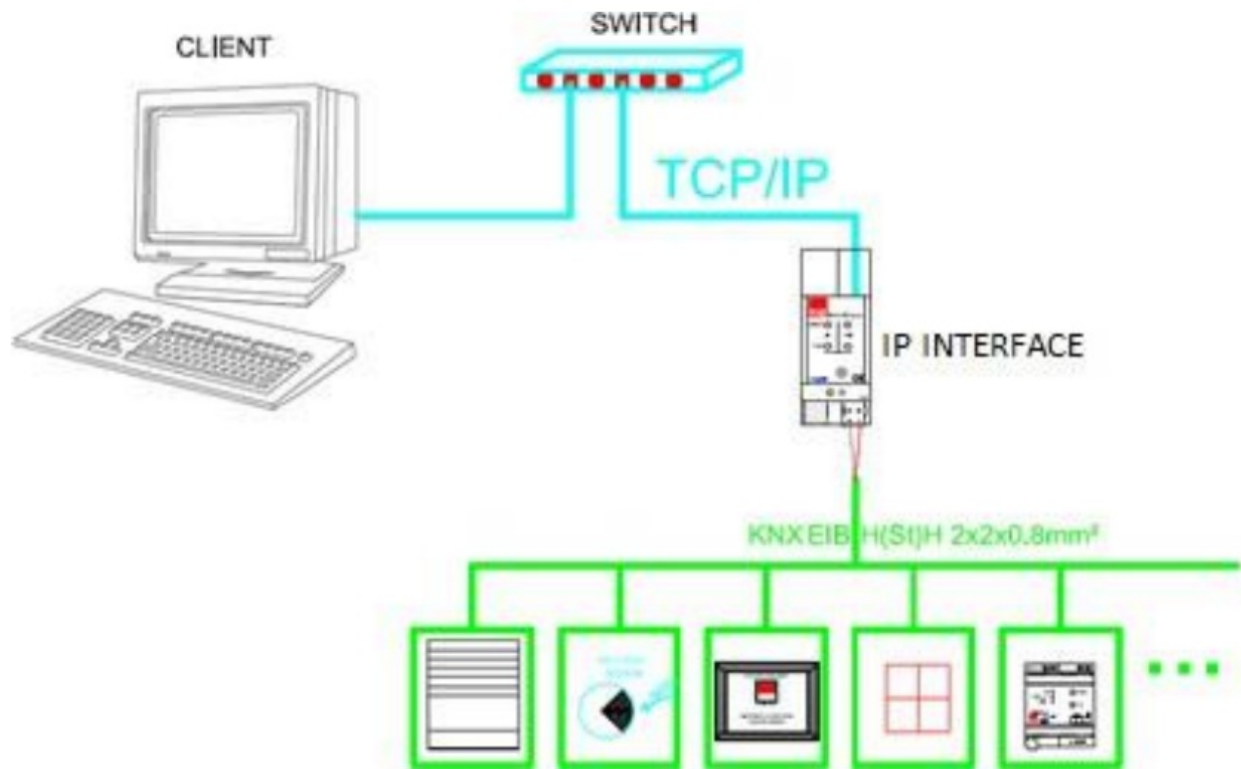 CLIENT
SWITCH
TCP/IP
IP INTERFACE
KNX EIB H(St)H 2x2x0.8mm²